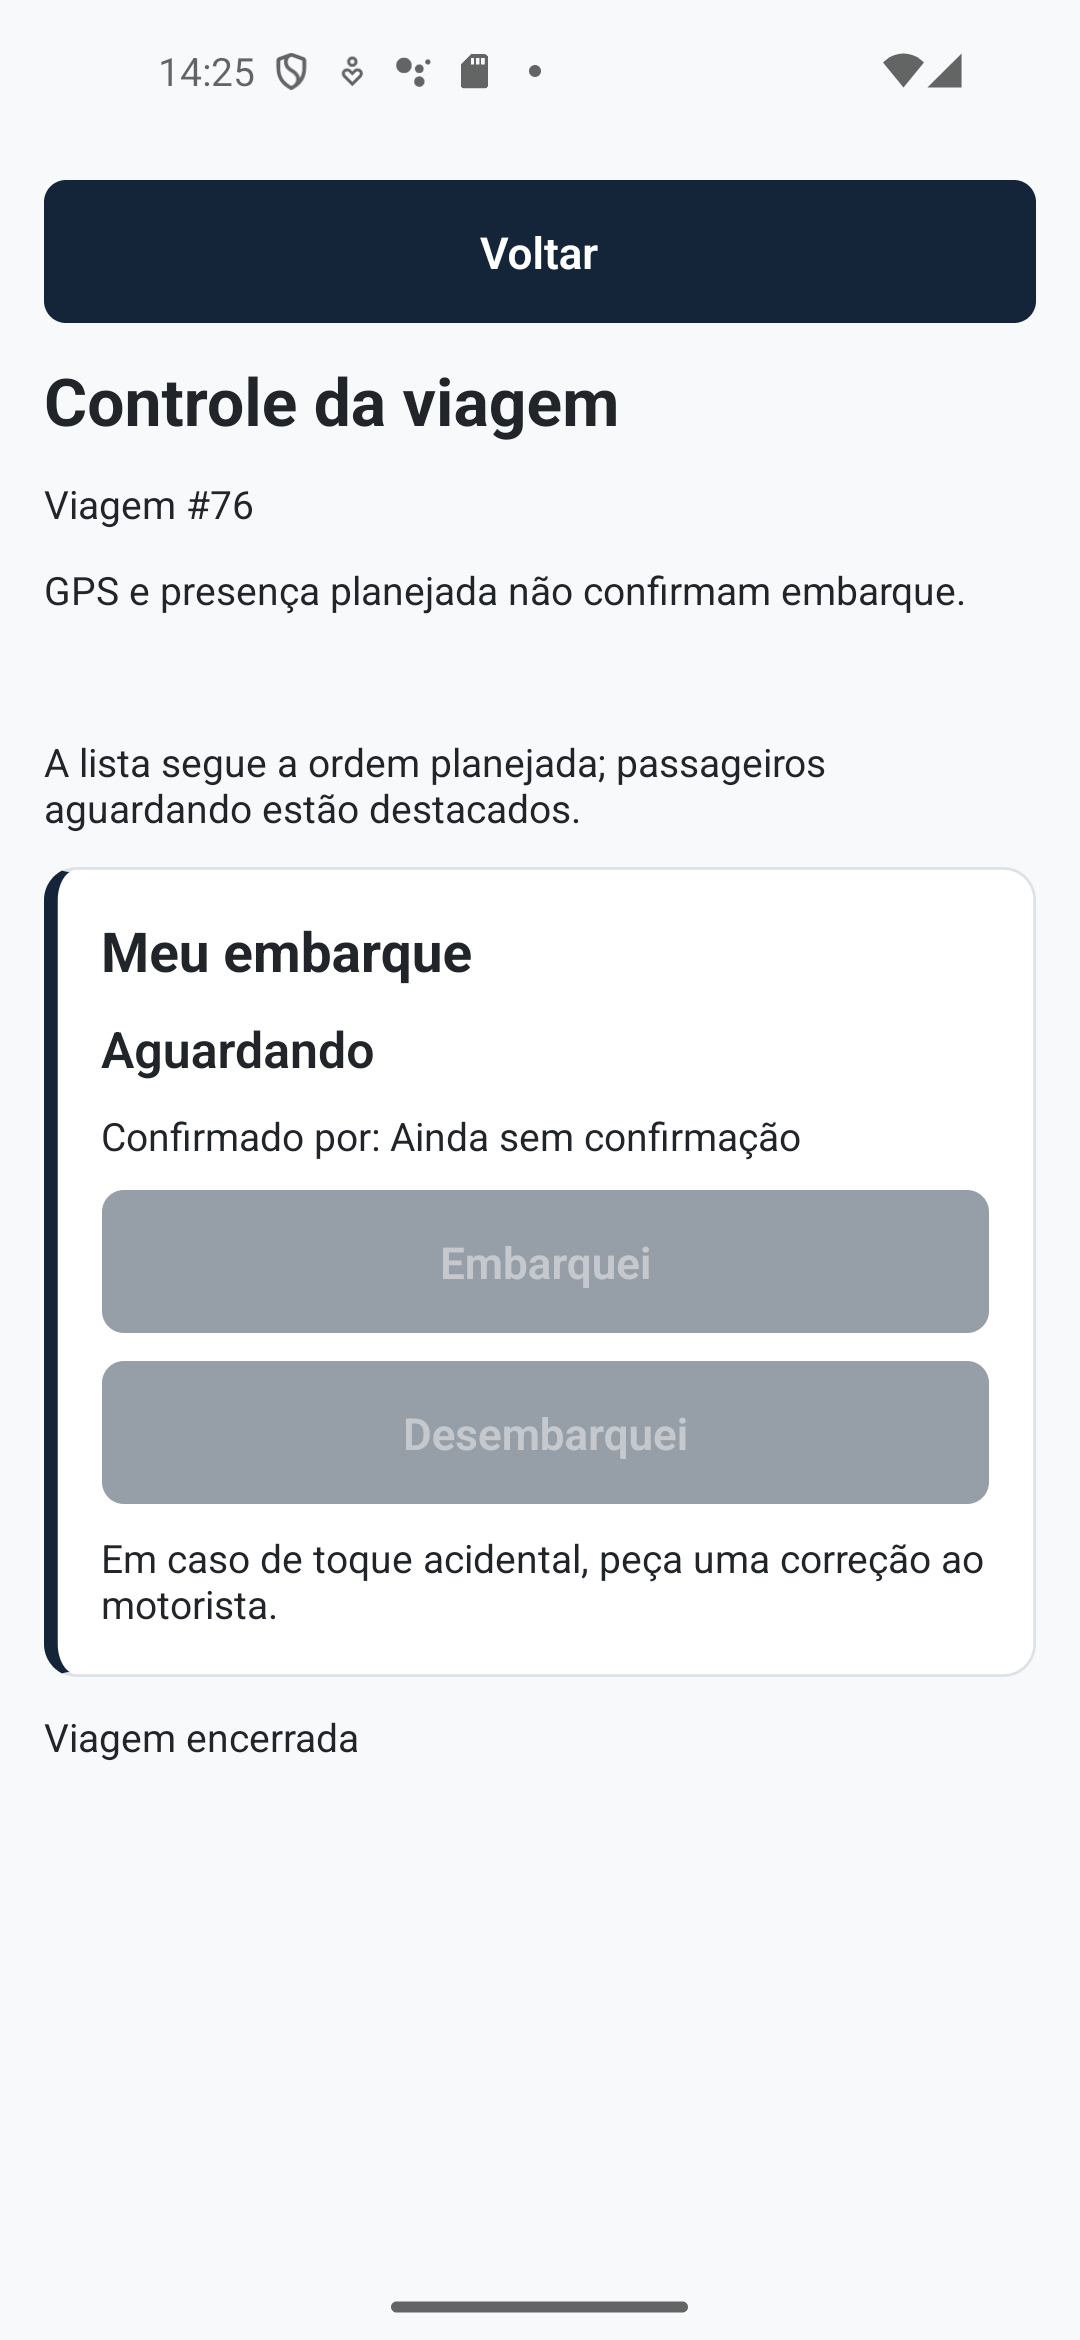 14:25
Voltar
Controle da viagem
Viagem #76
GPS e presença planejada não confirmam embarque.
A lista segue a ordem planejada; passageiros
aguardando estão destacados.
Meu embarque
Aguardando
Confirmado por: Ainda sem confirmação
Embarquei
Desembarquei
Em caso de toque acidental, peça uma correção ao
motorista.
Viagem encerrada